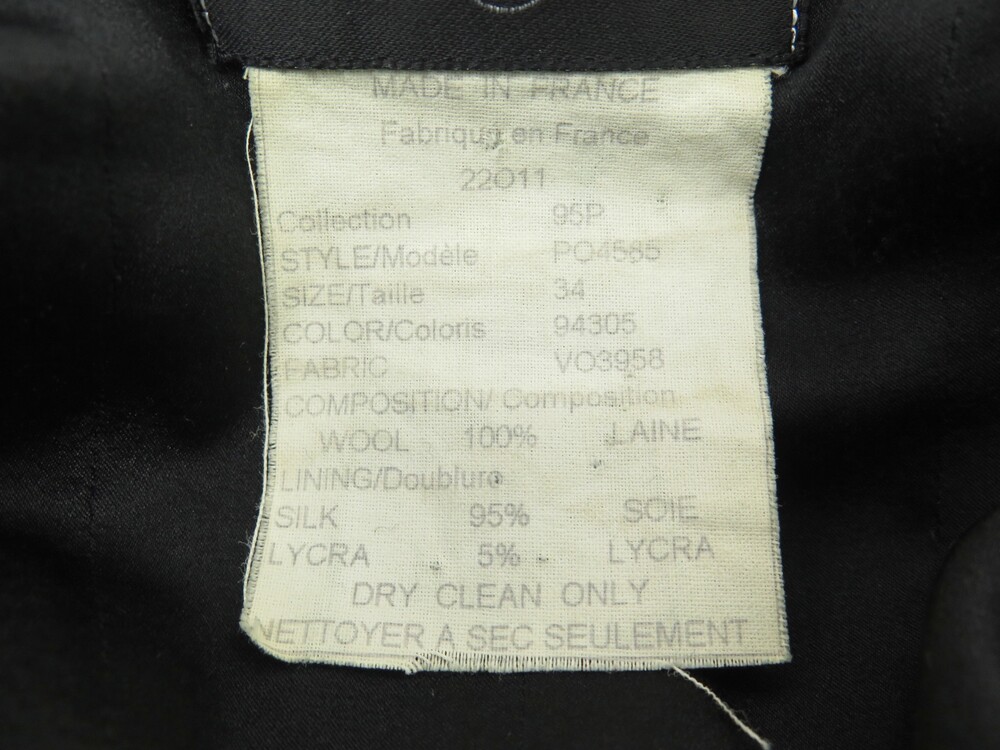 MADE IN FRANCE
Fabriqué en France
22011
Collection 95P
STYLE/Modèle PO4585
SIZE/Taille 34
COLOR/Coloris 94305
FABRIC VO3958
COMPOSITION/ Composition
WOOL 100% LAINE
LINING/Doublure
SILK 95% SOIE
LYCRA 5% LYCRA
DRY CLEAN ONLY
NETTOYER A SEC SEULEMENT